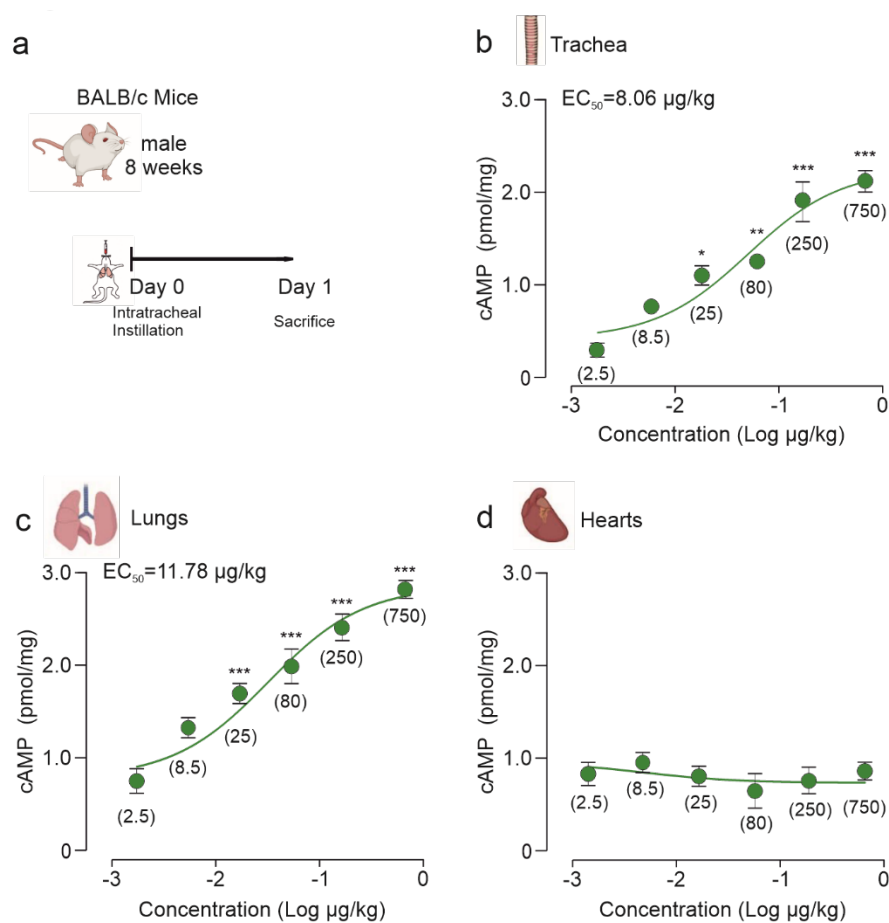 a
BALB/c Mice
male
8 weeks
Day 0
Day 1
Intratracheal
Instillation
Sacrifice
b
Trachea
EC₅₀=8.06 µg/kg
cAMP (pmol/mg)
3.0
2.0
1.0
0
(2.5)
(8.5)
*
(25)
**
(80)
***
(250)
***
(750)
-3
-2
-1
0
Concentration (Log µg/kg)
c
Lungs
EC₅₀=11.78 µg/kg
cAMP (pmol/mg)
3.0
2.0
1.0
0
(2.5)
(8.5)
***
(25)
***
(80)
***
(250)
***
(750)
-3
-2
-1
0
Concentration (Log µg/kg)
d
Hearts
cAMP (pmol/mg)
3.0
2.0
1.0
0
(2.5)
(8.5)
(25)
(80)
(250)
(750)
-3
-2
-1
0
Concentration (Log µg/kg)